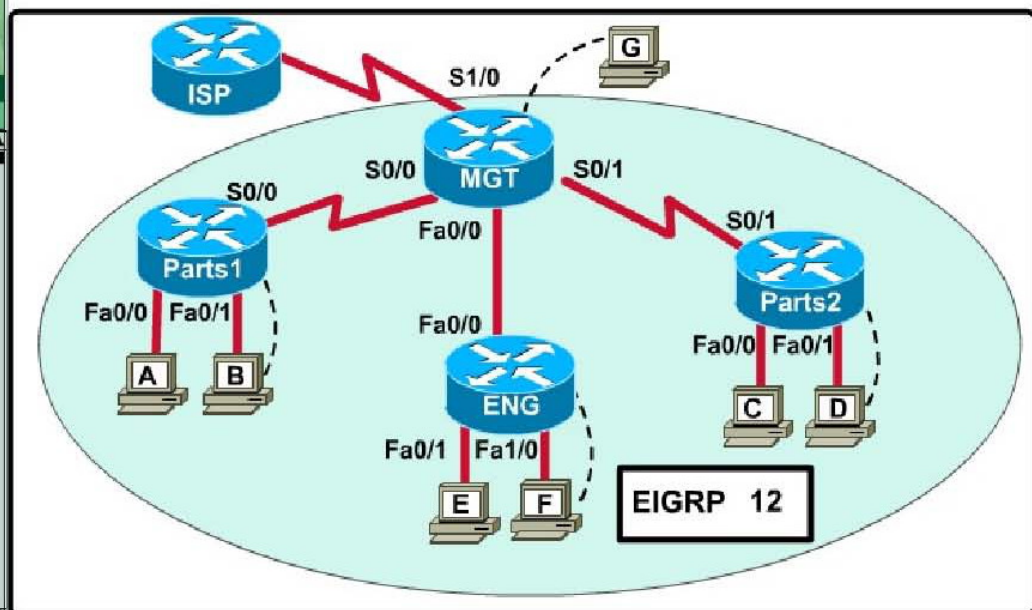 G
ISP
S1/0
MGT
S0/0
S0/1
S0/0
Fa0/0
S0/1
Parts1
Parts2
Fa0/0
Fa0/1
Fa0/0
Fa0/0
Fa0/1
A
B
ENG
C
D
Fa0/1
Fa1/0
E
F
EIGRP 12